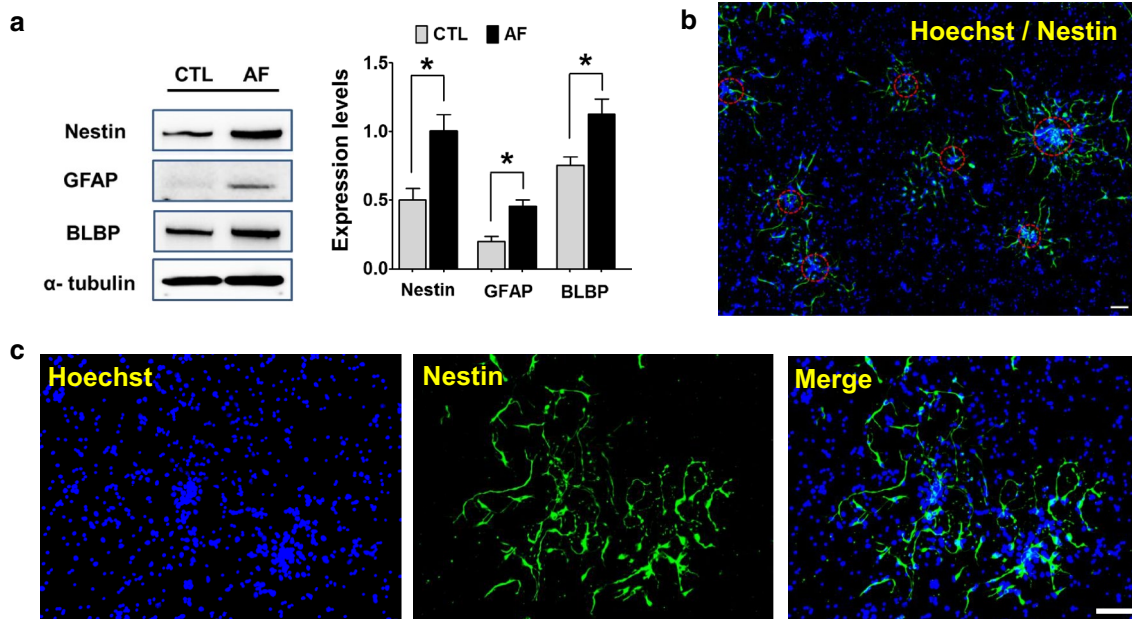 a
CTL AF
Nestin
GFAP
BLBP
α- tubulin
CTL AF
Expression levels
1.5
1.0
0.5
0.0
* * *
Nestin GFAP BLBP
b
Hoechst / Nestin
c
Hoechst
Nestin
Merge